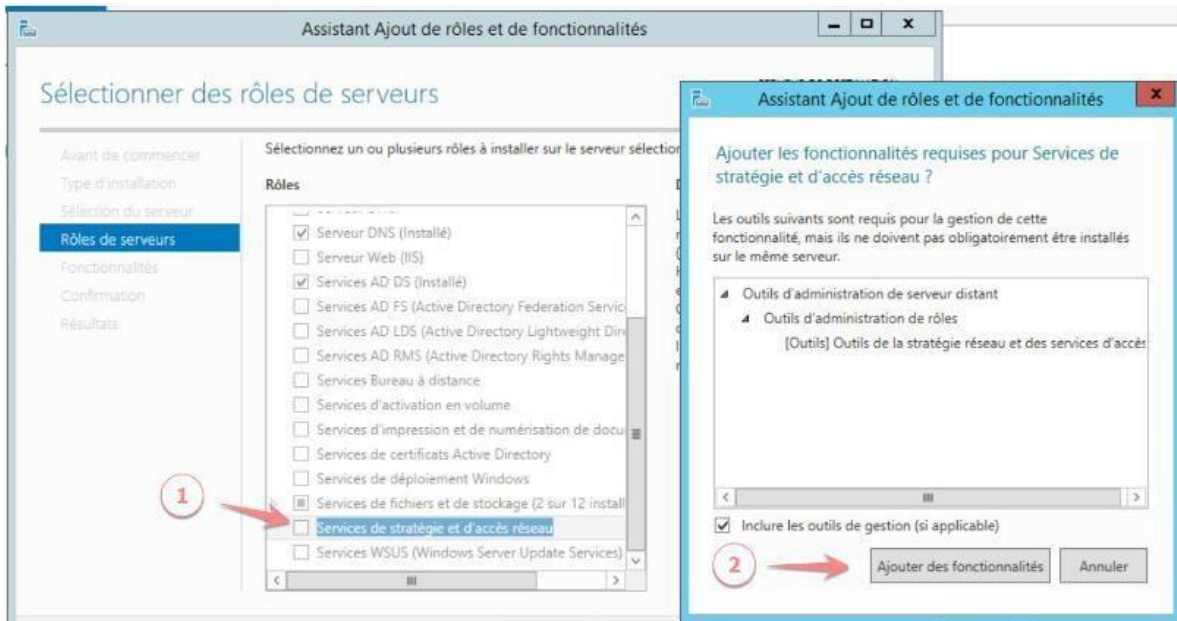 Assistant Ajout de rôles et de fonctionnalités
Sélectionner des rôles de serveurs
Avant de commencer
Type d'installation
Sélection du serveur
Rôles de serveurs
Fonctionnalités
Confirmation
Résultats
Sélectionnez un ou plusieurs rôles à installer sur le serveur sélection
Rôles
Serveur DNS (Installé)
Serveur Web (IIS)
Services AD DS (Installé)
Services AD FS (Active Directory Federation Servic
Services AD LDS (Active Directory Lightweight Dire
Services AD RMS (Active Directory Rights Manage
Services Bureau à distance
Services d'activation en volume
Services d'impression et de numérisation de docu
Services de certificats Active Directory
Services de déploiement Windows
Services de fichiers et de stockage (2 sur 12 install
1
Services de stratégie et d'accès réseau
Services WSUS (Windows Server Update Services)
Assistant Ajout de rôles et de fonctionnalités
Ajouter les fonctionnalités requises pour Services de
stratégie et d'accès réseau ?
Les outils suivants sont requis pour la gestion de cette
fonctionnalité, mais ils ne doivent pas obligatoirement être installés
sur le même serveur.
Outils d'administration de serveur distant
Outils d'administration de rôles
[Outils] Outils de la stratégie réseau et des services d'accès
Inclure les outils de gestion (si applicable)
2
Ajouter des fonctionnalités
Annuler